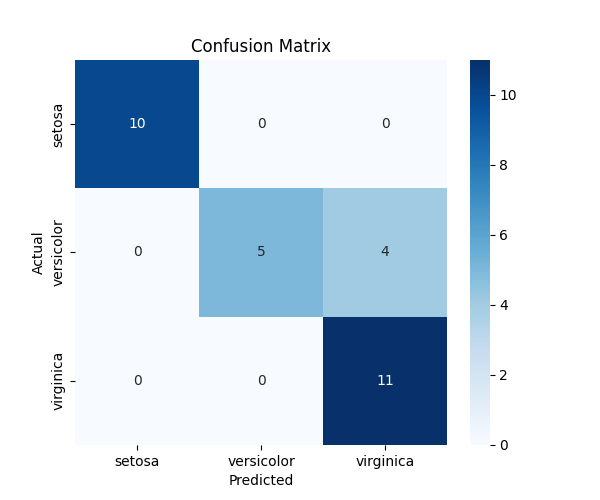 Confusion Matrix
setosa
versicolor
virginica
Actual
10 0 0
0 5 4
0 0 11
setosa versicolor virginica
Predicted
10
8
6
4
2
0